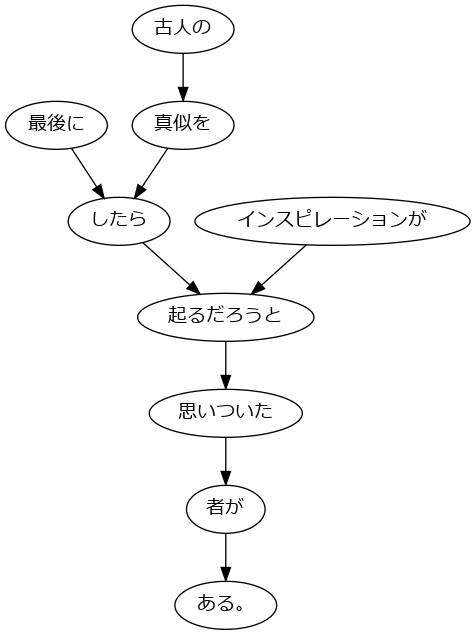 古人の
最後に
真似を
したら
インスピレーションが
起るだろうと
思いついた
者が
ある。